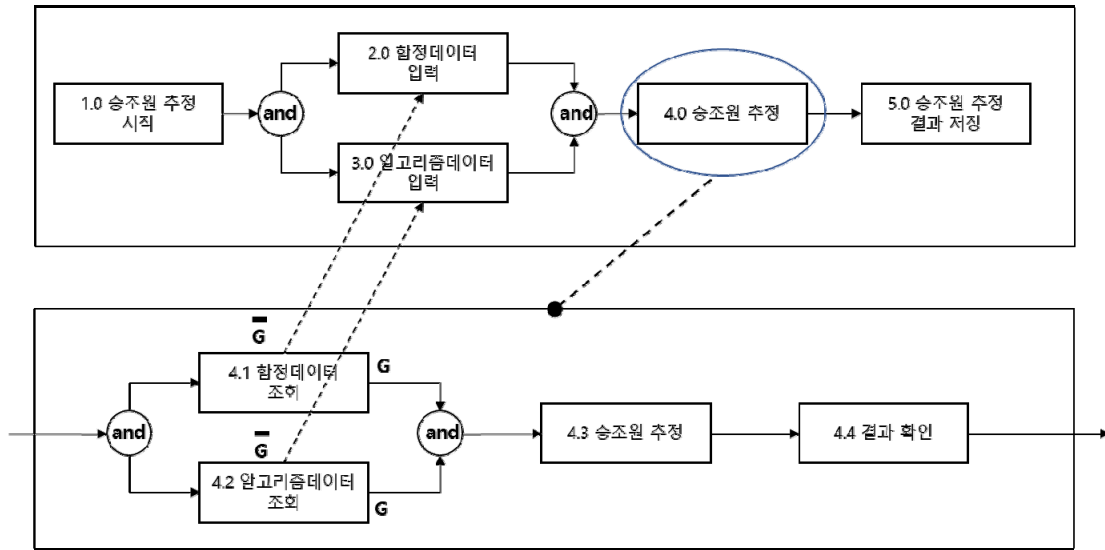 1.0 승조원 추정
시작
and
2.0 함정데이터
입력
3.0 알고리즘데이터
입력
and
4.0 승조원 추정
5.0 승조원 추정
결과 저장
and
G
4.1 함정데이터
조회
G
G
4.2 알고리즘데이터
조회
G
and
4.3 승조원 추정
4.4 결과 확인